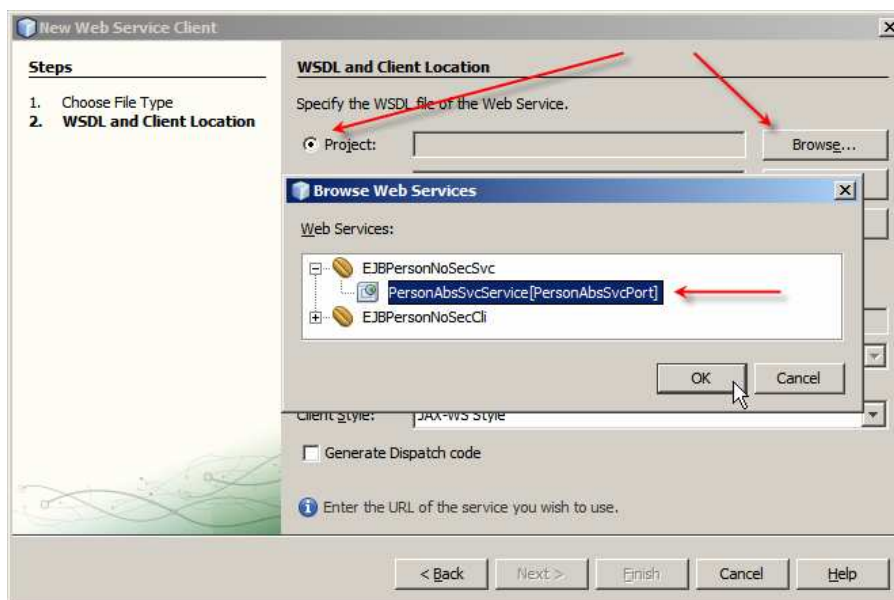 New Web Service Client
Steps
1. Choose File Type
2. WSDL and Client Location
WSDL and Client Location
Specify the WSDL file of the Web Service.
Project:
Browse...
Browse Web Services
Web Services:
EJBPersonNoSecSvc
PersonAbsSvcService[PersonAbsSvcPort]
EJBPersonNoSecCli
OK
Cancel
Client Style: JAX-WS Style
Generate Dispatch code
Enter the URL of the service you wish to use.
< Back
Next >
Finish
Cancel
Help